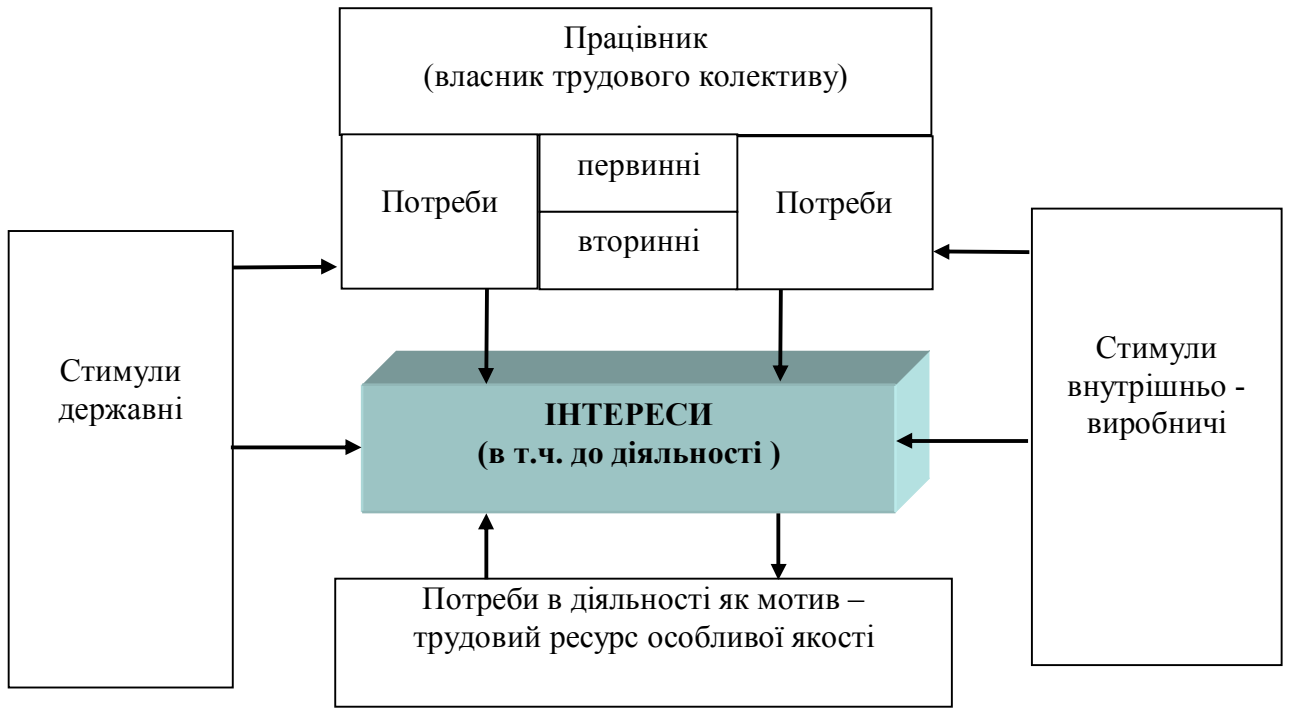 Працівник
(власник трудового колективу)
Потреби
первинні
вторинні
Потреби
Стимули
державні
Стимули
внутрішньо -
виробничі
ІНТЕРЕСИ
(в т.ч. до діяльності )
Потреби в діяльності як мотив –
трудовий ресурс особливої якості